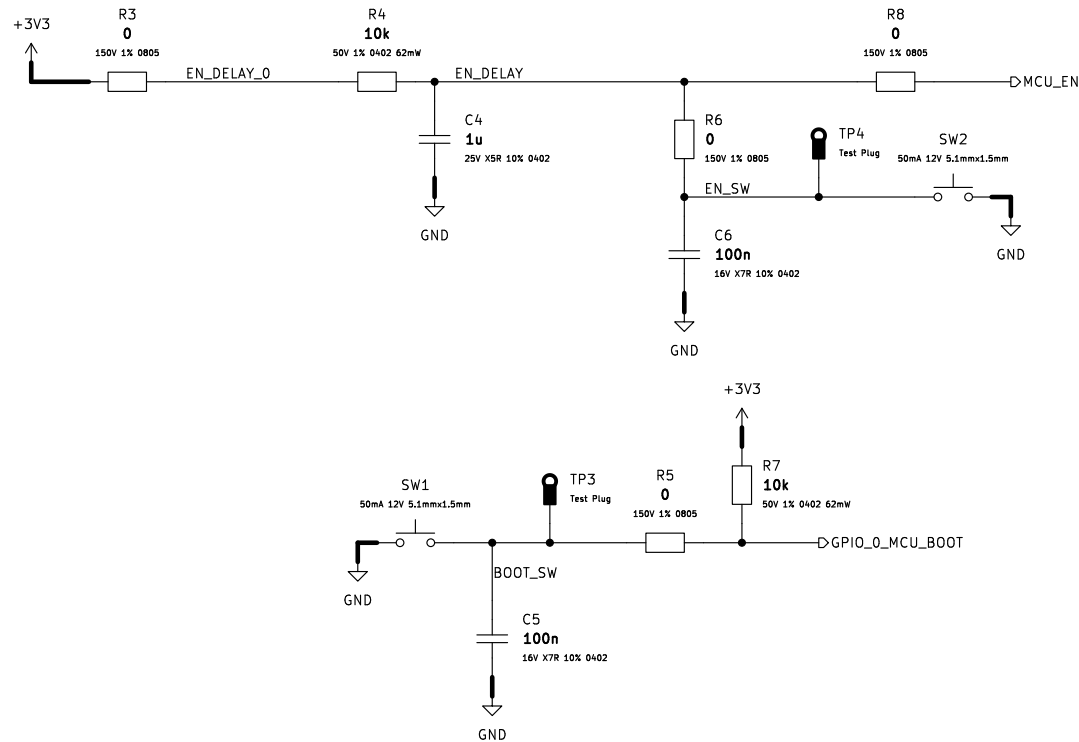 +3V3
R3
0
150V 1% 0805
EN_DELAY_0
R4
10k
50V 1% 0402 62mW
EN_DELAY
R8
0
150V 1% 0805
MCU_EN
C4
1u
25V X5R 10% 0402
GND
R6
0
150V 1% 0805
TP4
Test Plug
SW2
50mA 12V 5.1mmx1.5mm
EN_SW
GND
C6
100n
16V X7R 10% 0402
GND
+3V3
R7
10k
50V 1% 0402 62mW
SW1
50mA 12V 5.1mmx1.5mm
TP3
Test Plug
R5
0
150V 1% 0805
GPIO_0_MCU_BOOT
GND
BOOT_SW
C5
100n
16V X7R 10% 0402
GND